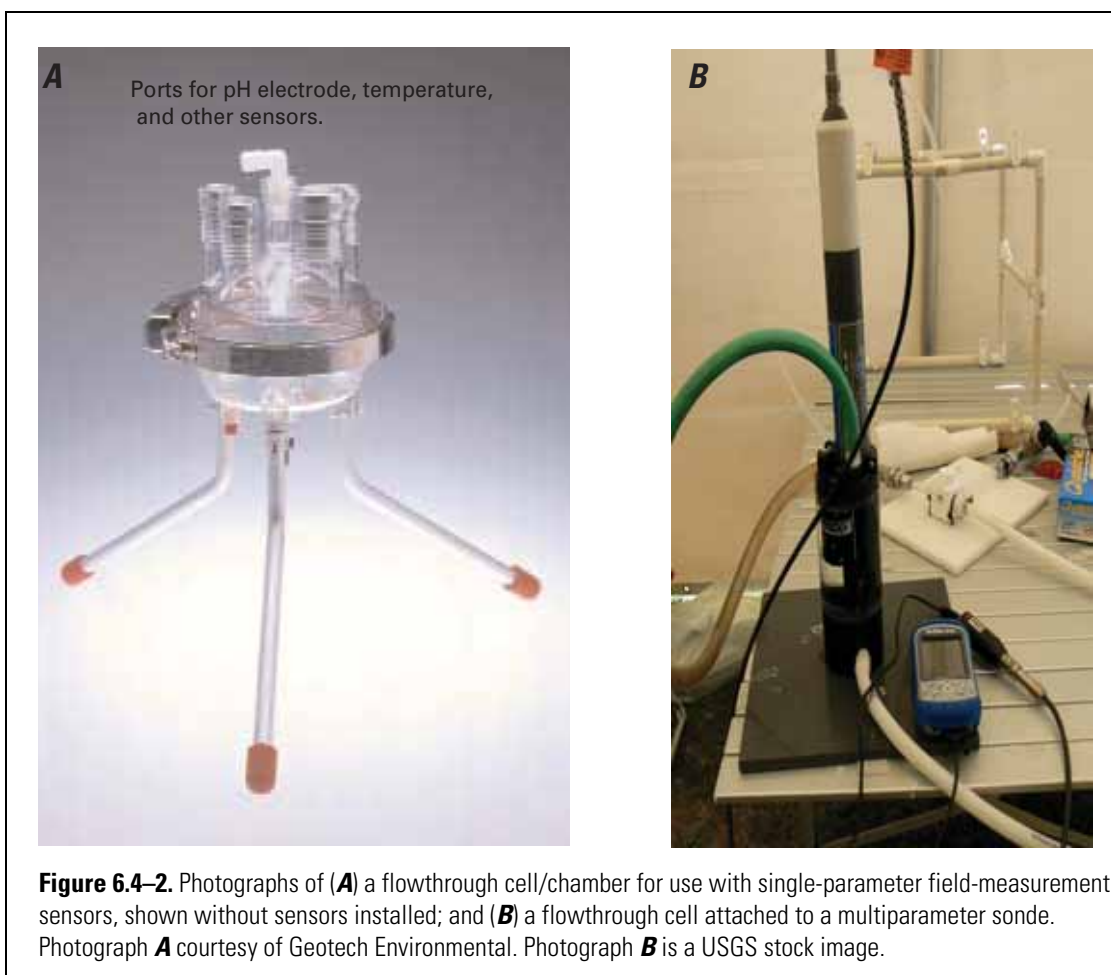 A
Ports for pH electrode, temperature,
and other sensors.
B
Figure 6.4–2. Photographs of (A) a flowthrough cell/chamber for use with single-parameter field-measurement
sensors, shown without sensors installed; and (B) a flowthrough cell attached to a multiparameter sonde.
Photograph A courtesy of Geotech Environmental. Photograph B is a USGS stock image.